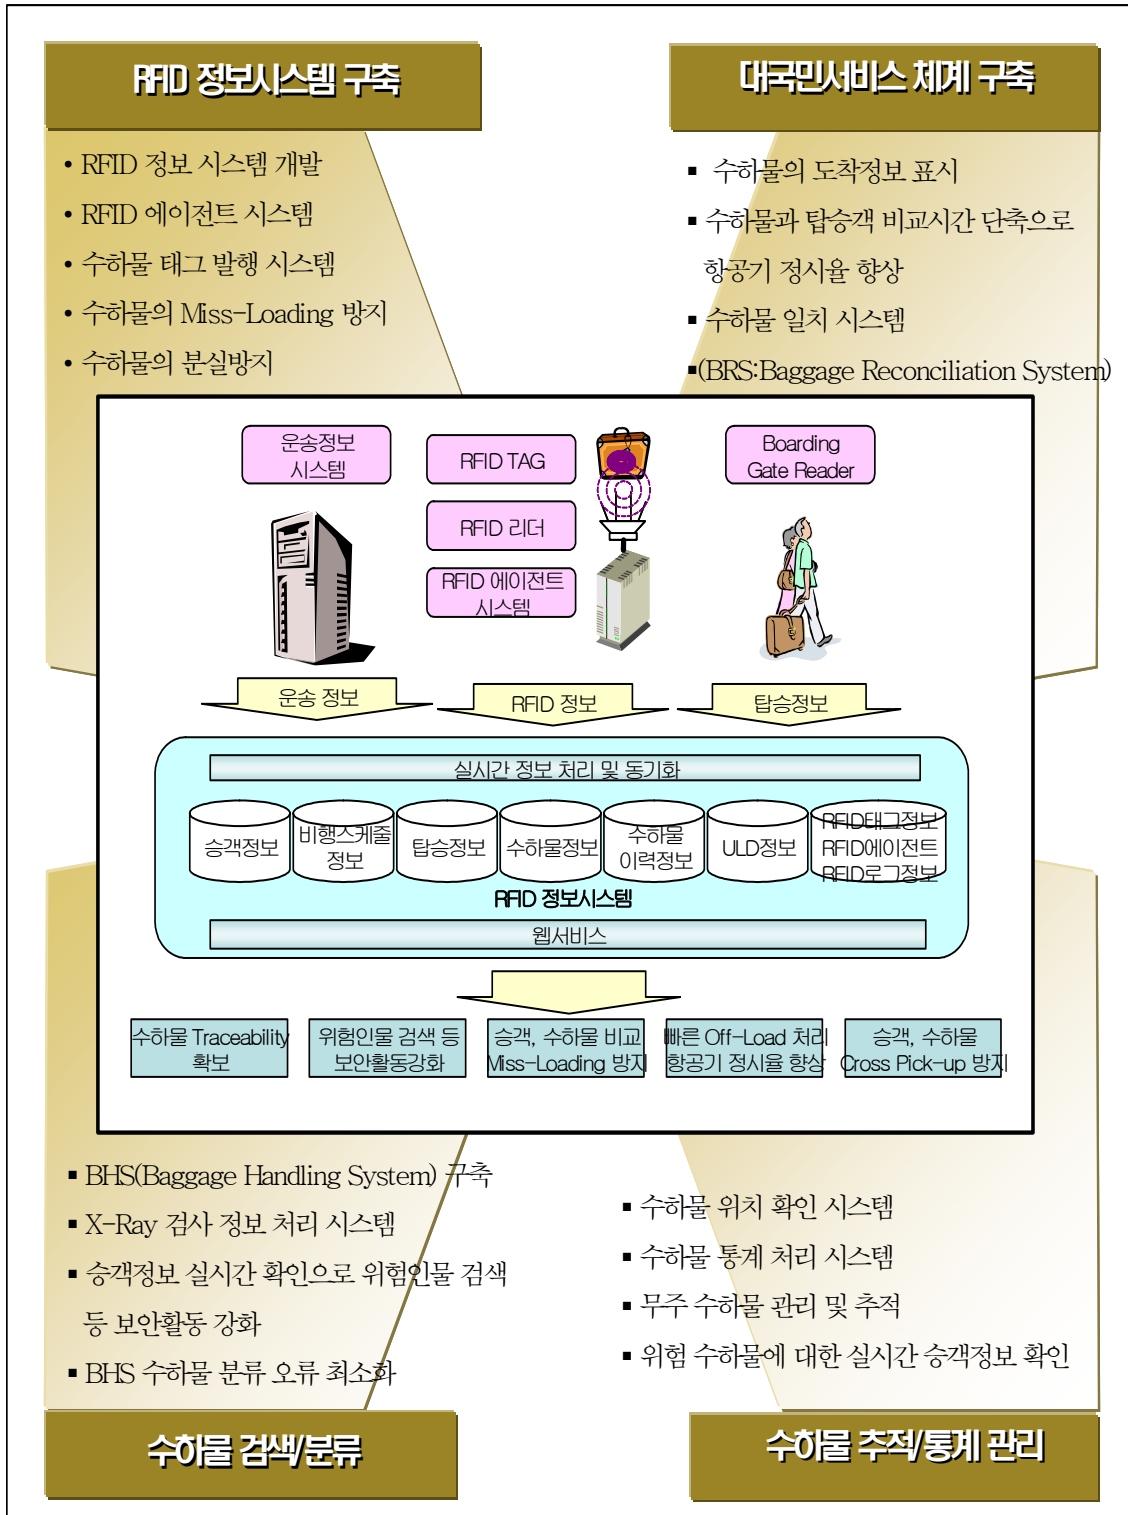 RFID 정보시스템 구축
• RFID 정보 시스템 개발
• RFID 에이전트 시스템
• 수하물 태그 발행 시스템
• 수하물의 Miss-Loading 방지
• 수하물의 분실방지
대국민서비스 체계 구축
▪ 수하물의 도착정보 표시
▪ 수하물과 탑승객 비교시간 단축으로
항공기 정시율 향상
▪ 수하물 일치 시스템
▪(BRS:Baggage Reconciliation System)
운송정보
시스템
RFID TAG
RFID 리더
RFID 에이전트
시스템
Boarding
Gate Reader
운송 정보
RFID 정보
탑승정보
실시간 정보 처리 및 동기화
승객정보
비행스케줄
정보
탑승정보
수하물정보
수하물
이력정보
ULD정보
RFID태그정보
RFID에이전트
RFID로그정보
RFID 정보시스템
웹서비스
수하물 Traceability
확보
위험인물 검색 등
보안활동강화
승객, 수하물 비교
Miss-Loading 방지
빠른 Off-Load 처리
항공기 정시율 향상
승객, 수하물
Cross Pick-up 방지
▪ BHS(Baggage Handling System) 구축
▪ X-Ray 검사 정보 처리 시스템
▪ 승객정보 실시간 확인으로 위험인물 검색
등 보안활동 강화
▪ BHS 수하물 분류 오류 최소화
수하물 검색/분류
▪ 수하물 위치 확인 시스템
▪ 수하물 통계 처리 시스템
▪ 무주 수하물 관리 및 추적
▪ 위험 수하물에 대한 실시간 승객정보 확인
수하물 추적/통계 관리